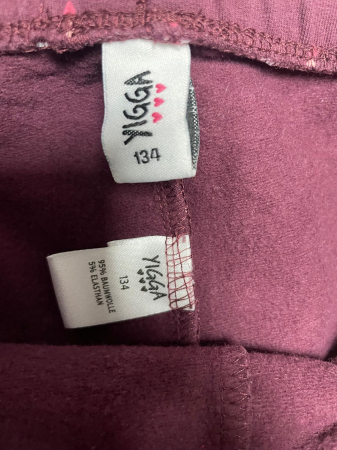 YIGGA
134
YIGGA
134
95% BAUMWOLLE
5% ELASTHAN